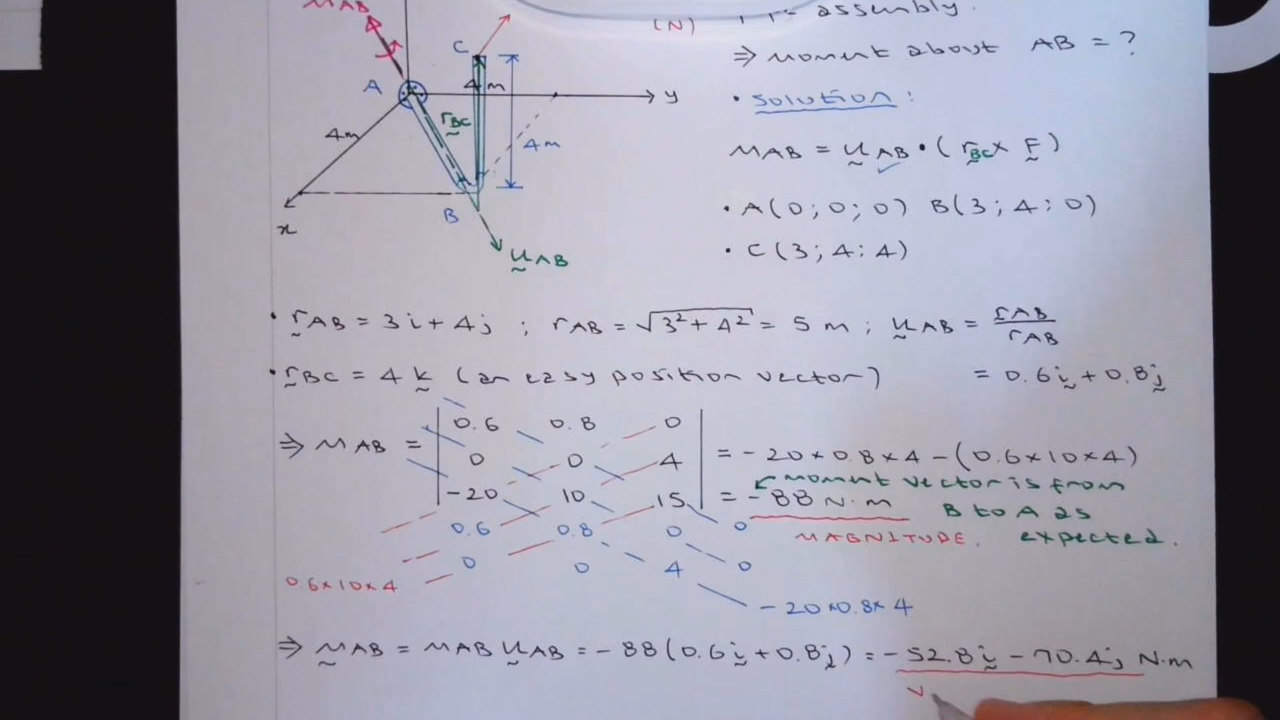 MAB
(N)
assembly.
⇒ moment about AB = ?
C
4 m
A
y
• solution:
rBC
4m
4m
MAB = uAB • (rBC x F)
B
• A(0;0;0) B(3;4;0)
x
uAB
• C(3;4;4)
• rAB = 3i + 4j ; rAB = √3²+4² = 5 m ; uAB = rAB / rAB
• rBC = 4k (an easy position vector) = 0.6i + 0.8j
⇒ MAB = | 0.6 0.8 0 |
0 0 4 | = -20×0.8×4 - (0.6×10×4)
moment vector is from
-20 10 15 | = -88 N·m
B to A as
0.6 0.8 0 0
MAGNITUDE. expected.
0 0 4 0
0.6×10×4
-20×0.8×4
⇒ MAB = MAB uAB = -88(0.6i + 0.8j) = -52.8i - 70.4j N·m